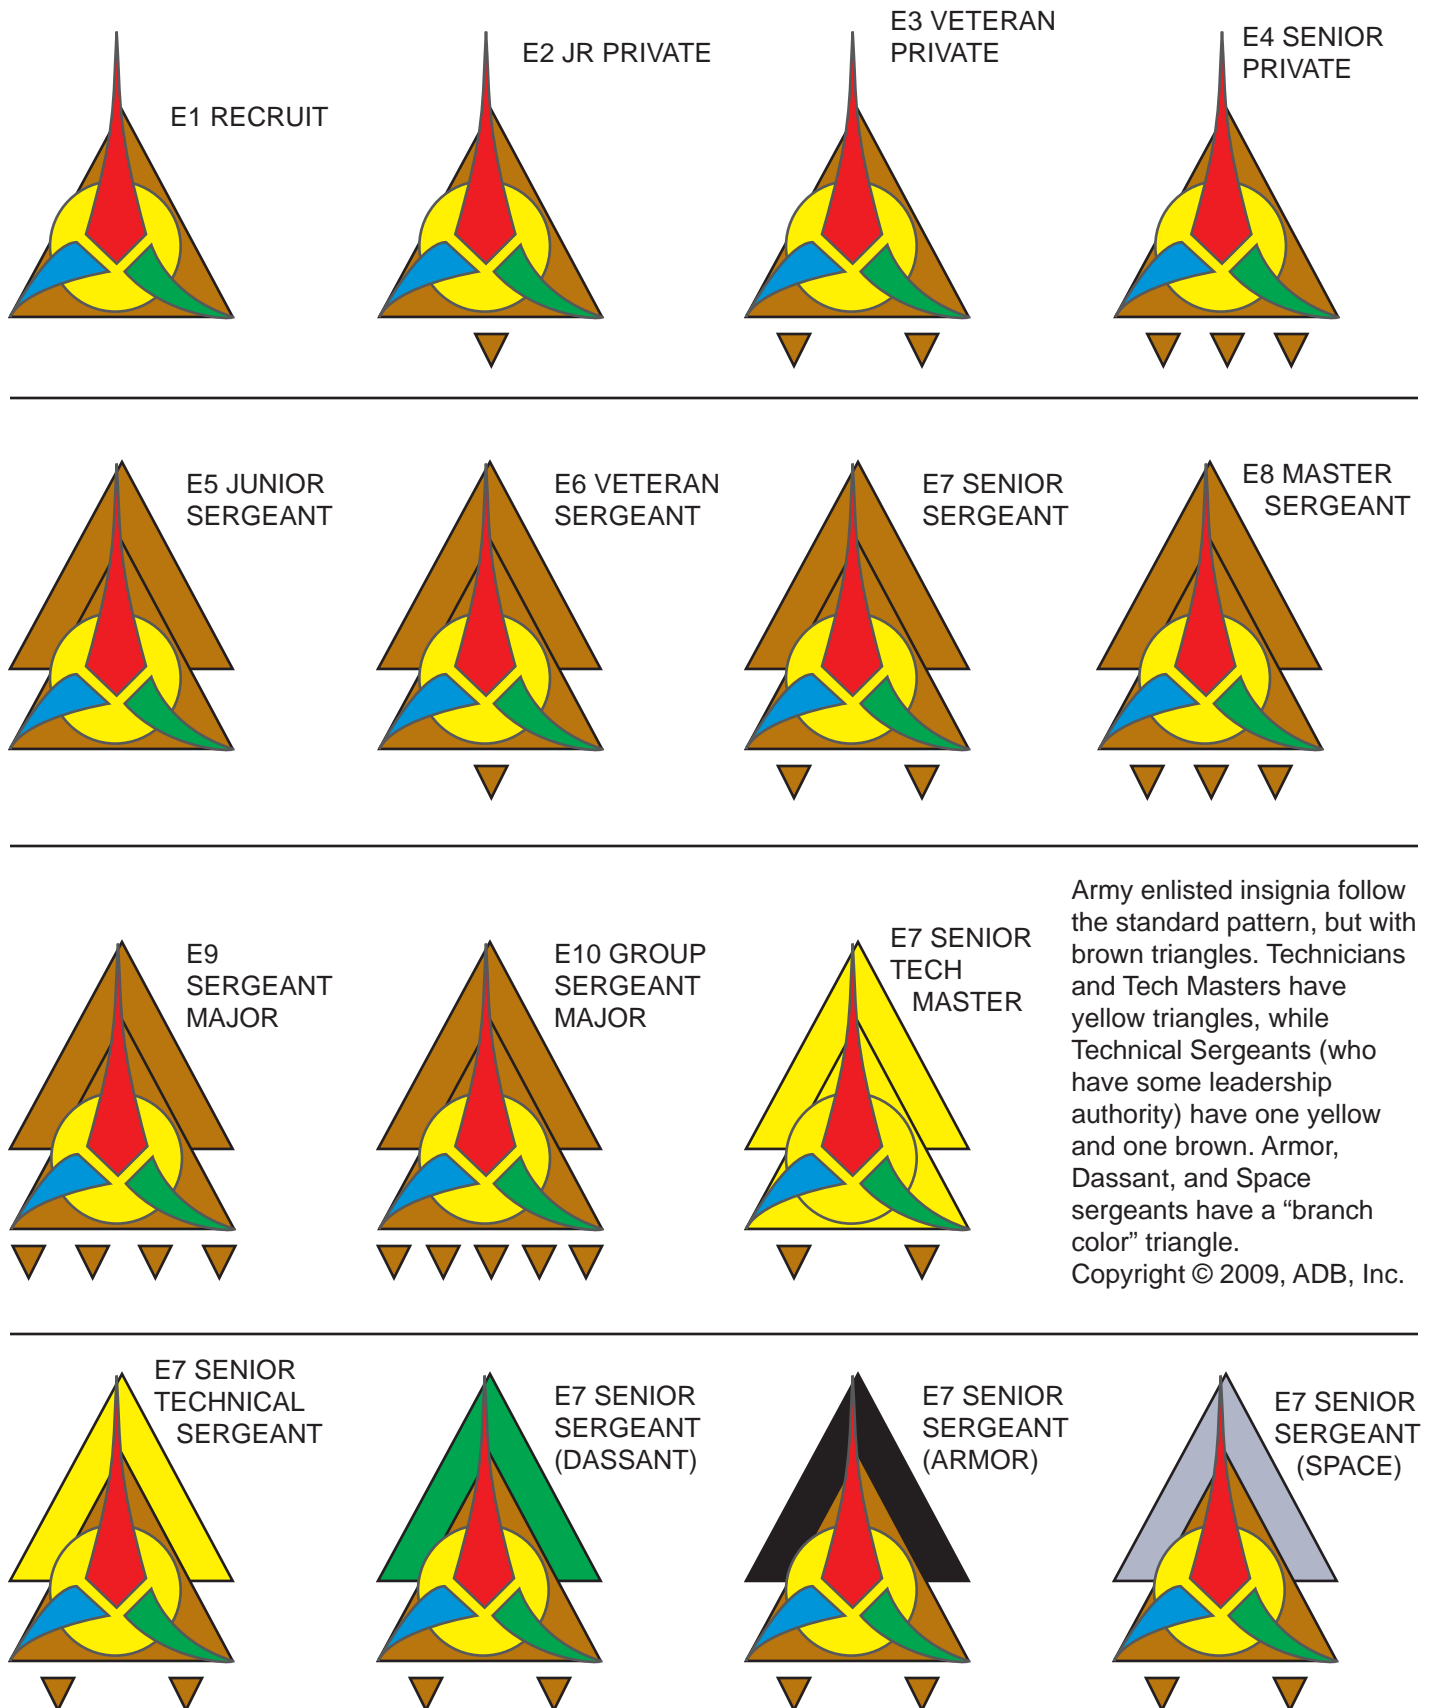 E1 RECRUIT
E2 JR PRIVATE
E3 VETERAN
PRIVATE
E4 SENIOR
PRIVATE
E5 JUNIOR
SERGEANT
E6 VETERAN
SERGEANT
E7 SENIOR
SERGEANT
E8 MASTER
SERGEANT
E9
SERGEANT
MAJOR
E10 GROUP
SERGEANT
MAJOR
E7 SENIOR
TECH
MASTER
Army enlisted insignia follow
the standard pattern, but with
brown triangles. Technicians
and Tech Masters have
yellow triangles, while
Technical Sergeants (who
have some leadership
authority) have one yellow
and one brown. Armor,
Dassant, and Space
sergeants have a “branch
color” triangle.
Copyright © 2009, ADB, Inc.
E7 SENIOR
TECHNICAL
SERGEANT
E7 SENIOR
SERGEANT
(DASSANT)
E7 SENIOR
SERGEANT
(ARMOR)
E7 SENIOR
SERGEANT
(SPACE)